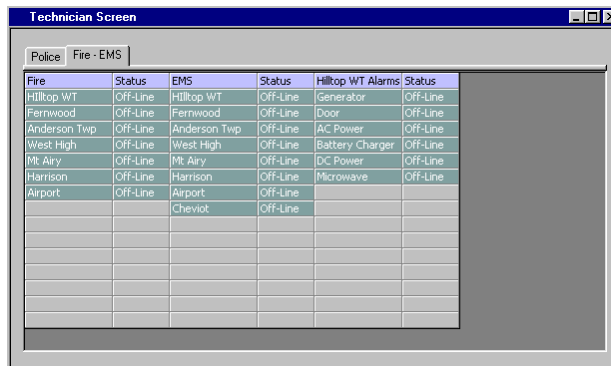 Technician Screen
Police Fire - EMS
Fire Status EMS Status Hilltop WT Alarms Status
HIlltop WT Off-Line HIlltop WT Off-Line Generator Off-Line
Fernwood Off-Line Fernwood Off-Line Door Off-Line
Anderson Twp Off-Line Anderson Twp Off-Line AC Power Off-Line
West High Off-Line West High Off-Line Battery Charger Off-Line
Mt Airy Off-Line Mt Airy Off-Line DC Power Off-Line
Harrison Off-Line Harrison Off-Line Microwave Off-Line
Airport Off-Line Airport Off-Line
Cheviot Off-Line